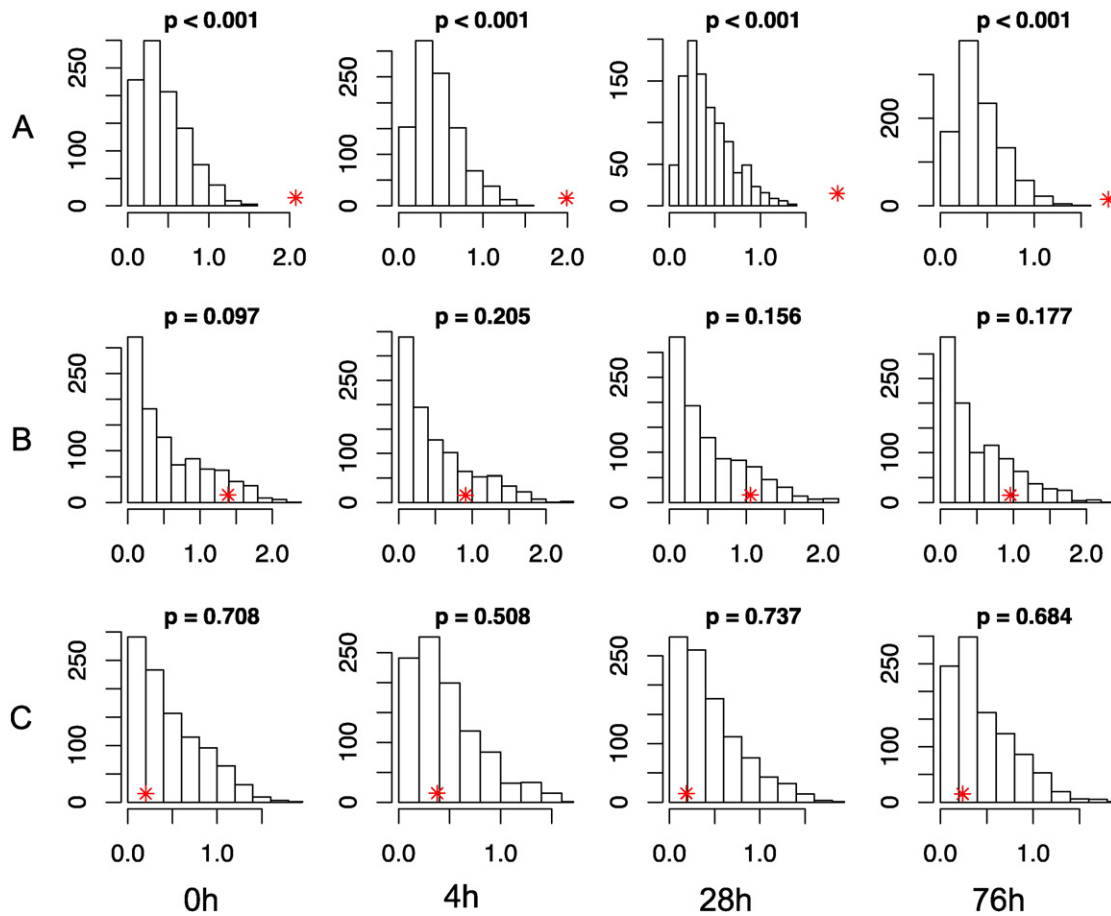 p < 0.001 p < 0.001 p < 0.001 p < 0.001
A
0 100 250 0 100 250 0 50 150 0 200
0.0 1.0 2.0 0.0 1.0 2.0 0.0 1.0 0.0 1.0
p = 0.097 p = 0.205 p = 0.156 p = 0.177
B
0 100 250 0 100 250 0 100 250 0 100 250
0.0 1.0 2.0 0.0 1.0 2.0 0.0 1.0 2.0 0.0 1.0 2.0
p = 0.708 p = 0.508 p = 0.737 p = 0.684
C
0 100 250 0 100 250 0 100 250 0 100 250
0.0 1.0 0.0 1.0 0.0 1.0 0.0 1.0
0h 4h 28h 76h